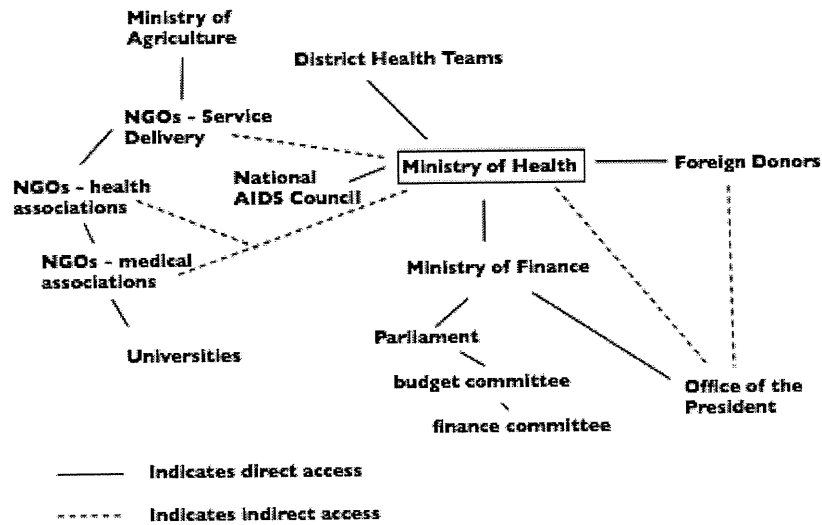 Ministry of
Agriculture
District Health Teams
NGOs - Service
Delivery
Ministry of Health
Foreign Donors
National
AIDS Council
NGOs - health
associations
NGOs - medical
associations
Ministry of Finance
Universities
Parliament
budget committee
finance committee
Office of the
President
Indicates direct access
Indicates indirect access